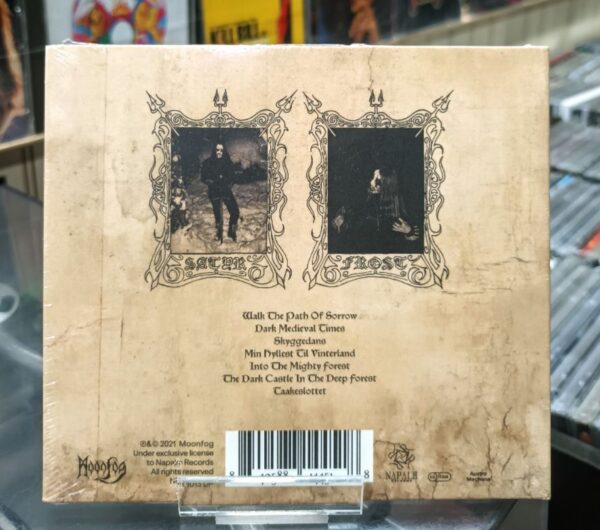 KILL BILL
SATYR
FROST
Walk The Path Of Sorrow
Dark Medieval Times
Skyggedans
Min Hyllest Til Vinterland
Into The Mighty Forest
The Dark Castle In The Deep Forest
Taakeslottet
Moonfog
℗&© 2021 Moonfog
Under exclusive license
to Napalm Records
All rights reserved
NAPALM